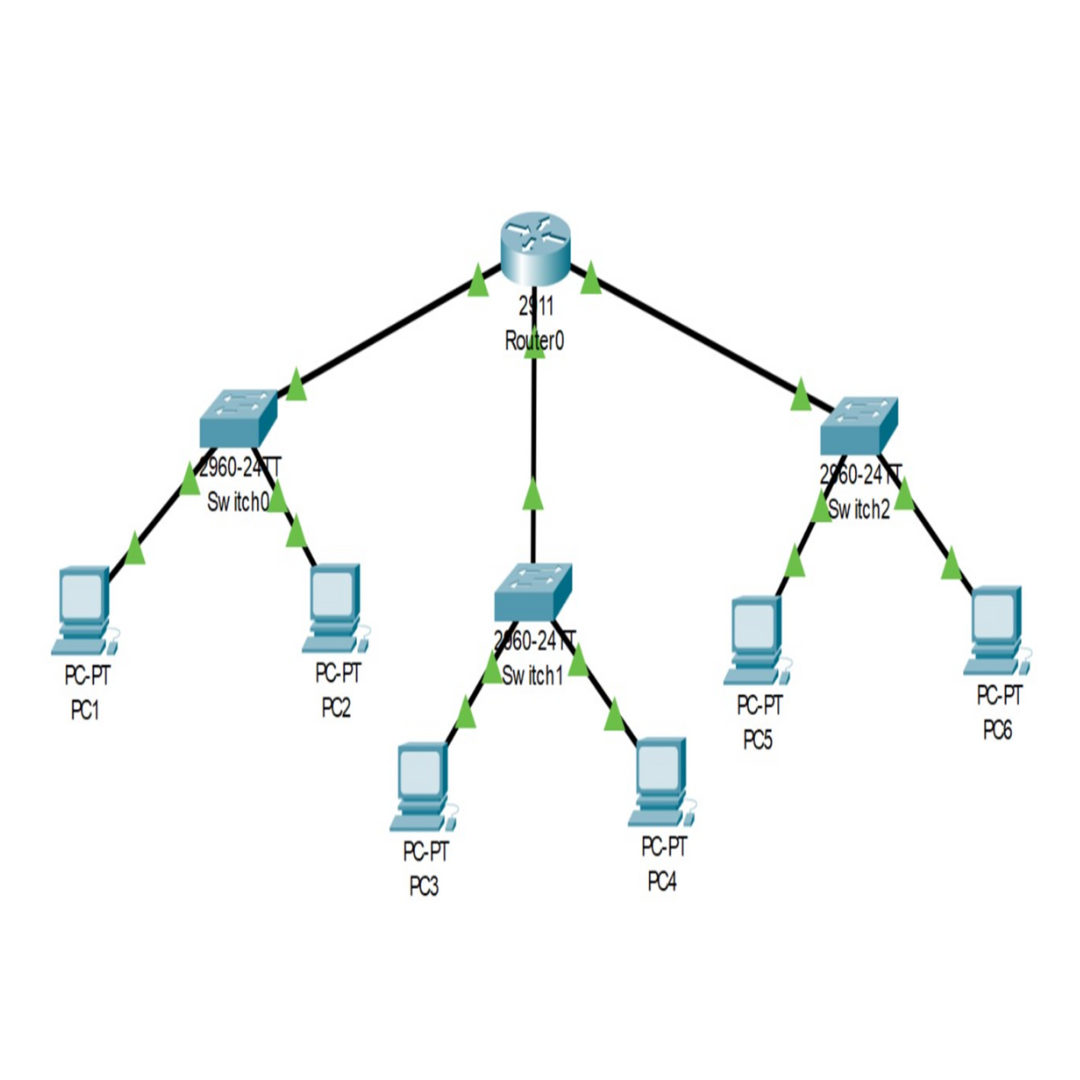 2911
Router0
2960-24TT
Switch0
2960-24TT
Switch2
PC-PT
PC1
PC-PT
PC2
2960-24TT
Switch1
PC-PT
PC5
PC-PT
PC6
PC-PT
PC3
PC-PT
PC4